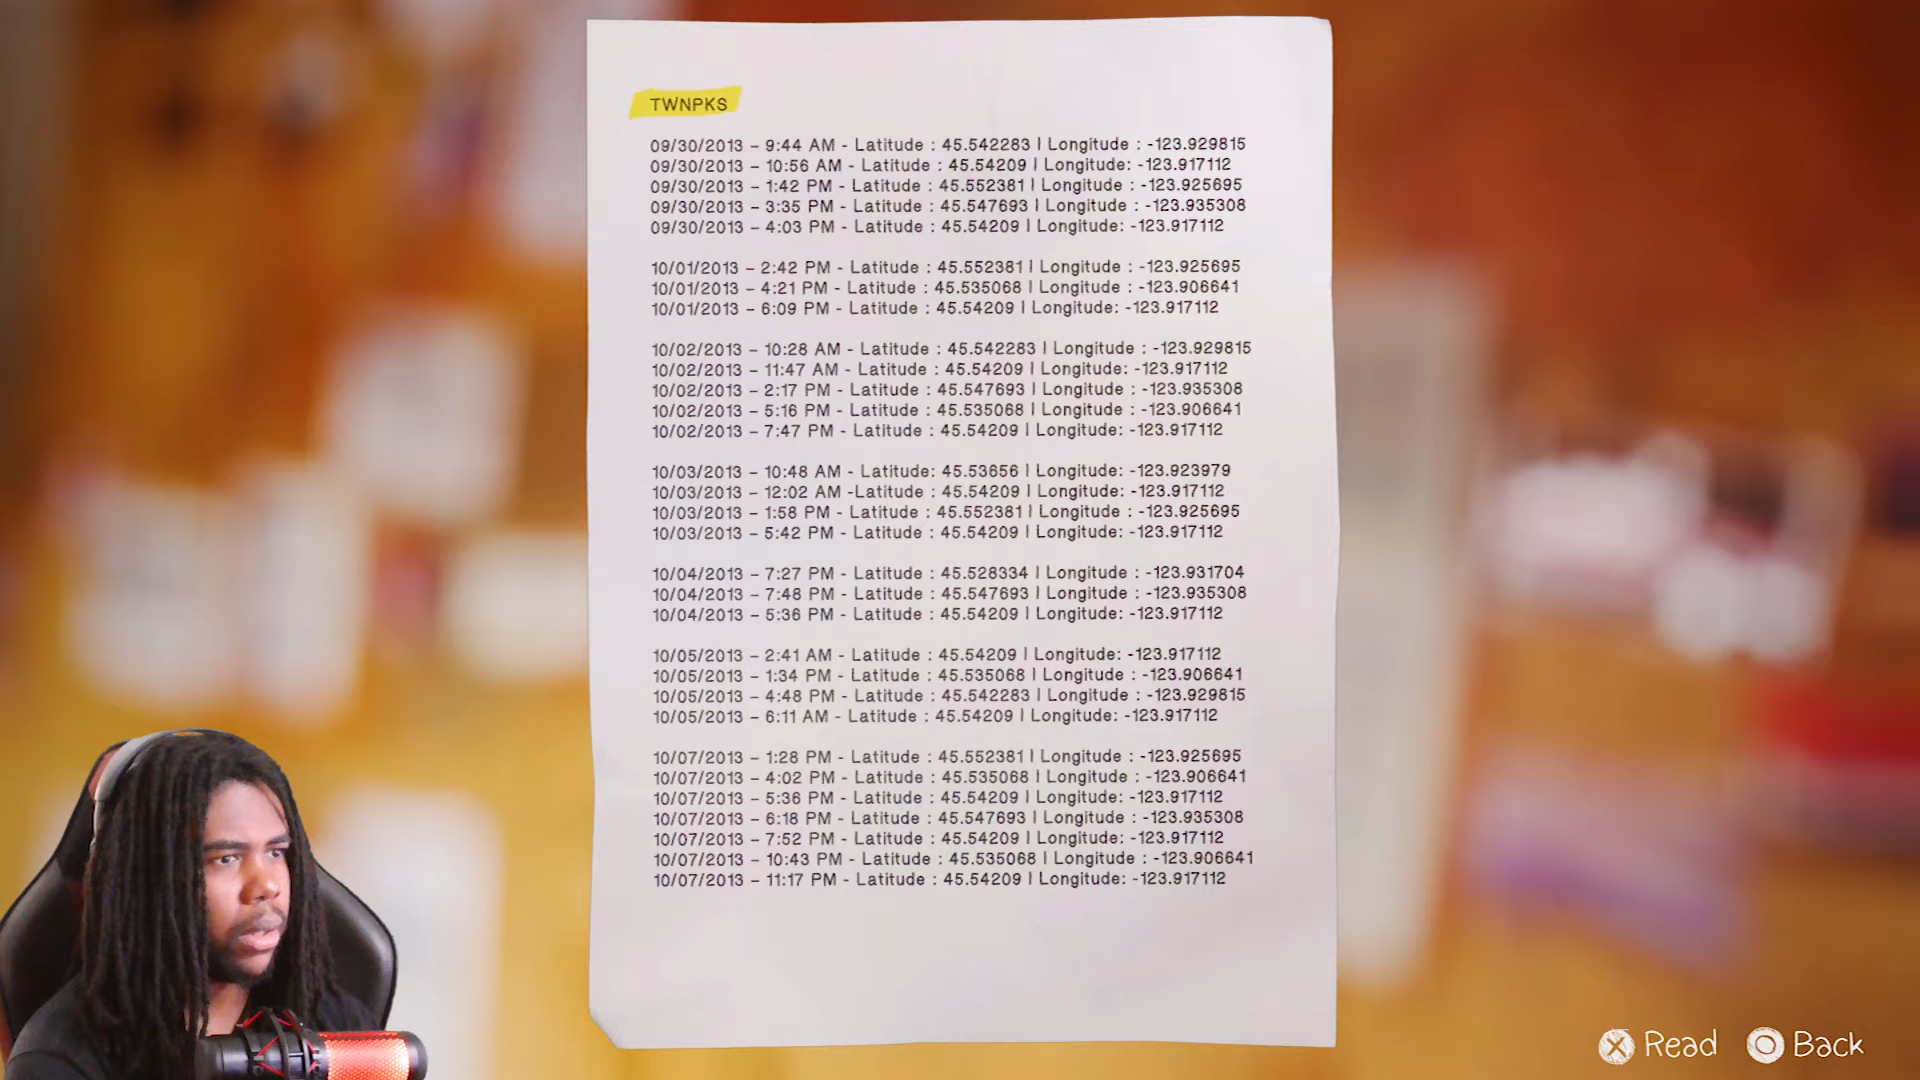 TWNPKS
09/30/2013 – 9:44 AM - Latitude : 45.542283 | Longitude : -123.929815
09/30/2013 – 10:56 AM - Latitude : 45.54209 | Longitude: -123.917112
09/30/2013 – 1:42 PM - Latitude : 45.552381 | Longitude : -123.925695
09/30/2013 – 3:35 PM - Latitude : 45.547693 | Longitude : -123.935308
09/30/2013 – 4:03 PM - Latitude : 45.54209 | Longitude: -123.917112
10/01/2013 – 2:42 PM - Latitude : 45.552381 | Longitude : -123.925695
10/01/2013 – 4:21 PM - Latitude : 45.535068 | Longitude : -123.906641
10/01/2013 – 6:09 PM - Latitude : 45.54209 | Longitude: -123.917112
10/02/2013 – 10:28 AM - Latitude : 45.542283 | Longitude : -123.929815
10/02/2013 – 11:47 AM - Latitude : 45.54209 | Longitude: -123.917112
10/02/2013 – 2:17 PM - Latitude : 45.547693 | Longitude : -123.935308
10/02/2013 – 5:16 PM - Latitude : 45.535068 | Longitude : -123.906641
10/02/2013 – 7:47 PM - Latitude : 45.54209 | Longitude: -123.917112
10/03/2013 – 10:48 AM - Latitude: 45.53656 | Longitude: -123.923979
10/03/2013 – 12:02 AM -Latitude : 45.54209 | Longitude: -123.917112
10/03/2013 – 1:58 PM - Latitude : 45.552381 | Longitude : -123.925695
10/03/2013 – 5:42 PM - Latitude : 45.54209 | Longitude: -123.917112
10/04/2013 – 7:27 PM - Latitude : 45.528334 | Longitude : -123.931704
10/04/2013 – 7:48 PM - Latitude : 45.547693 | Longitude : -123.935308
10/04/2013 – 5:36 PM - Latitude : 45.54209 | Longitude: -123.917112
10/05/2013 – 2:41 AM - Latitude : 45.54209 | Longitude: -123.917112
10/05/2013 – 1:34 PM - Latitude : 45.535068 | Longitude : -123.906641
10/05/2013 – 4:48 PM - Latitude : 45.542283 | Longitude : -123.929815
10/05/2013 – 6:11 AM - Latitude : 45.54209 | Longitude: -123.917112
10/07/2013 – 1:28 PM - Latitude : 45.552381 | Longitude : -123.925695
10/07/2013 – 4:02 PM - Latitude : 45.535068 | Longitude : -123.906641
10/07/2013 – 5:36 PM - Latitude : 45.54209 | Longitude: -123.917112
10/07/2013 – 6:18 PM - Latitude : 45.547693 | Longitude : -123.935308
10/07/2013 – 7:52 PM - Latitude : 45.54209 | Longitude: -123.917112
10/07/2013 – 10:43 PM - Latitude : 45.535068 | Longitude : -123.906641
10/07/2013 – 11:17 PM - Latitude : 45.54209 | Longitude: -123.917112
Read Back